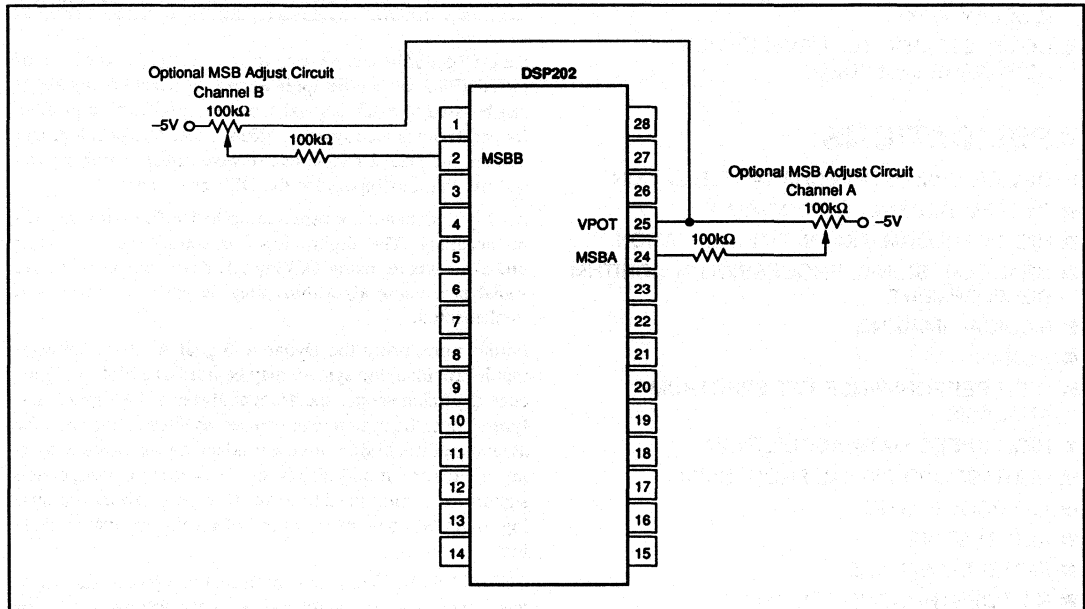 DSP202
Optional MSB Adjust Circuit
Channel B
100kΩ
–5V
100kΩ
1
2
3
4
5
6
7
8
9
10
11
12
13
14
MSBB
VPOT
MSBA
28
27
26
25
24
23
22
21
20
19
18
17
16
15
Optional MSB Adjust Circuit
Channel A
100kΩ
–5V
100kΩ